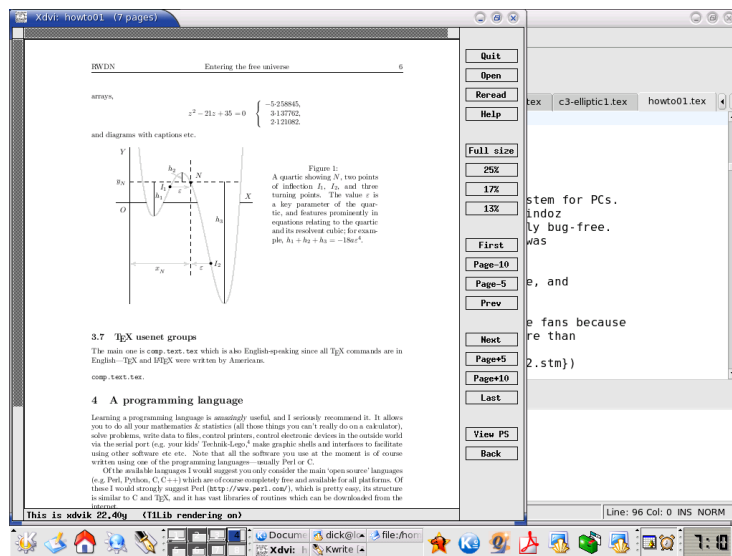 Xdvi: howto01 (7 pages)
RWDN Entering the free universe 6
arrays,
z² − 21z + 35 = 0 { −5·258845,
3·137762,
2·121082.
and diagrams with captions etc.
Y
h₂
N
y_N
I₁
ε
h₁
X
O
h₃
x_N
ε
I₂
Figure 1:
A quartic showing N, two points
of inflection I₁, I₂, and three
turning points. The value ε is
a key parameter of the quar-
tic, and features prominently in
equations relating to the quartic
and its resolvent cubic; for exam-
ple, h₁ + h₂ + h₃ = −18aε⁴.
3.7 TEX usenet groups
The main one is comp.text.tex which is also English-speaking since all TEX commands are in
English—TEX and LATEX were written by Americans.
comp.text.tex.
4 A programming language
Learning a programming language is amazingly useful, and I seriously recommend it. It allows
you to do all your mathematics & statistics (all those things you can't really do on a calculator),
solve problems, write data to files, control printers, control electronic devices in the outside world
via the serial port (e.g. your kids' Technik-Lego,⁴ make graphic shells and interfaces to facilitate
using other software etc etc. Note that all the software you use at the moment is of course
written using one of the programming languages—usually Perl or C.
Of the available languages I would suggest you only consider the main 'open source' languages
(e.g. Perl, Python, C, C++) which are of course completely free and available for all platforms. Of
these I would strongly suggest Perl (http://www.perl.com/), which is pretty easy, its structure
is similar to C and TEX, and it has vast libraries of routines which can be downloaded from the
internet.
Quit
Open
Reread
Help
Full size
25%
17%
13%
First
Page-10
Page-5
Prev
Next
Page+5
Page+10
Last
View PS
Back
This is xdvik 22.40y (T1Lib rendering on)
tex c3-elliptic1.tex howto01.tex
stem for PCs.
indoz
ly bug-free.
was
e, and
e fans because
re than
2.stm})
Line: 96 Col: 0 INS NORM
Docume dick@lo file:/hom
Xdvi: h Kwrite
7:10